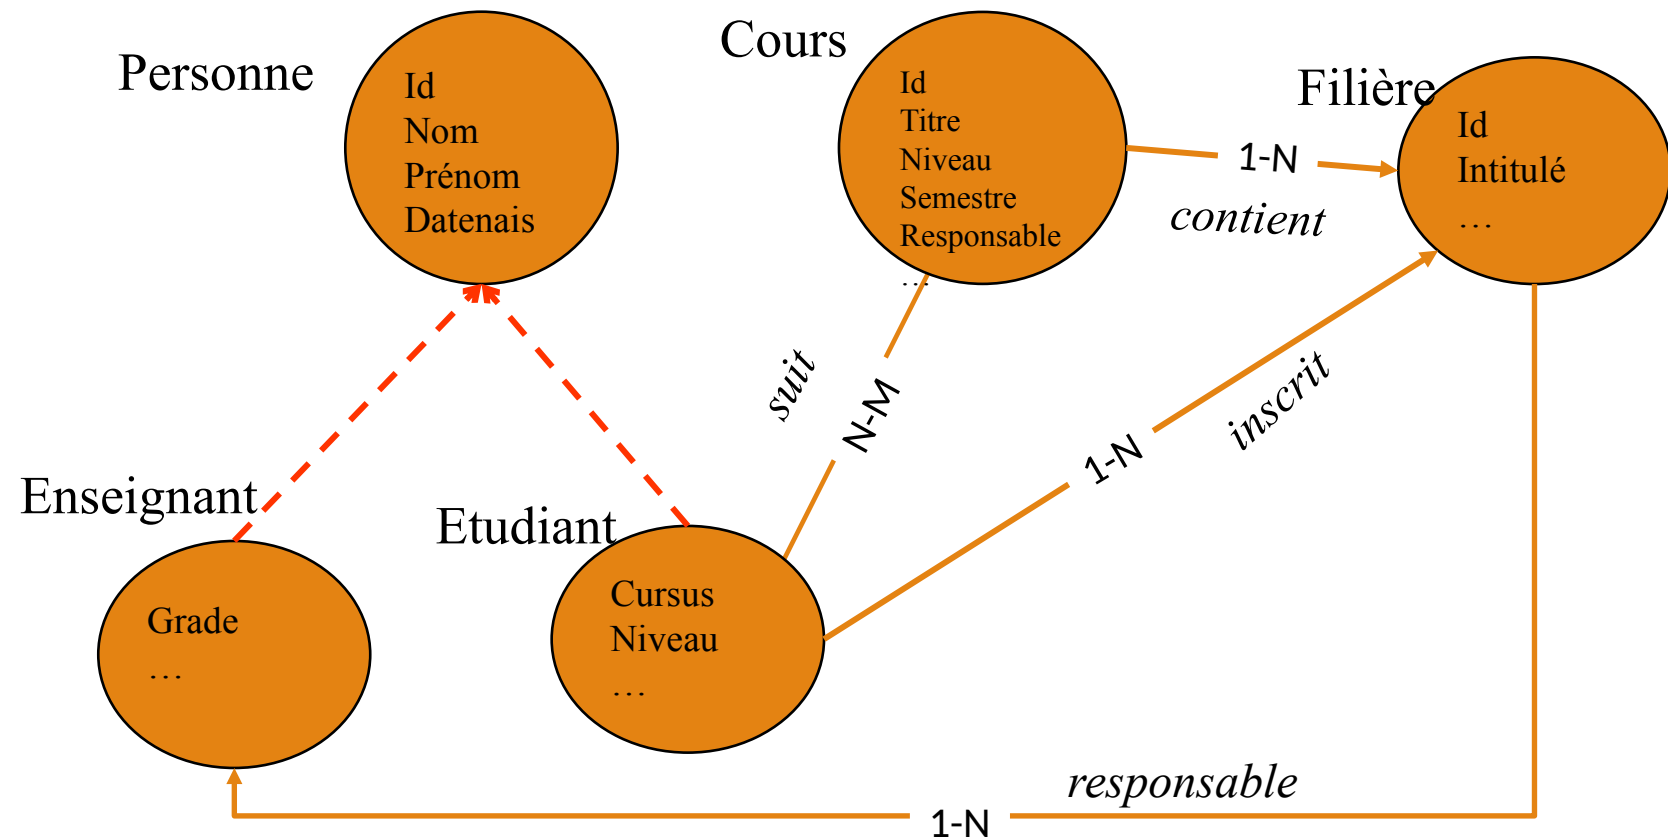 Personne
Id
Nom
Prénom
Datenais
Cours
Id
Titre
Niveau
Semestre
Responsable
...
Filière
Id
Intitulé
...
1-N
contient
suit
N-M
inscrit
1-N
Enseignant
Grade
...
Etudiant
Cursus
Niveau
...
responsable
1-N